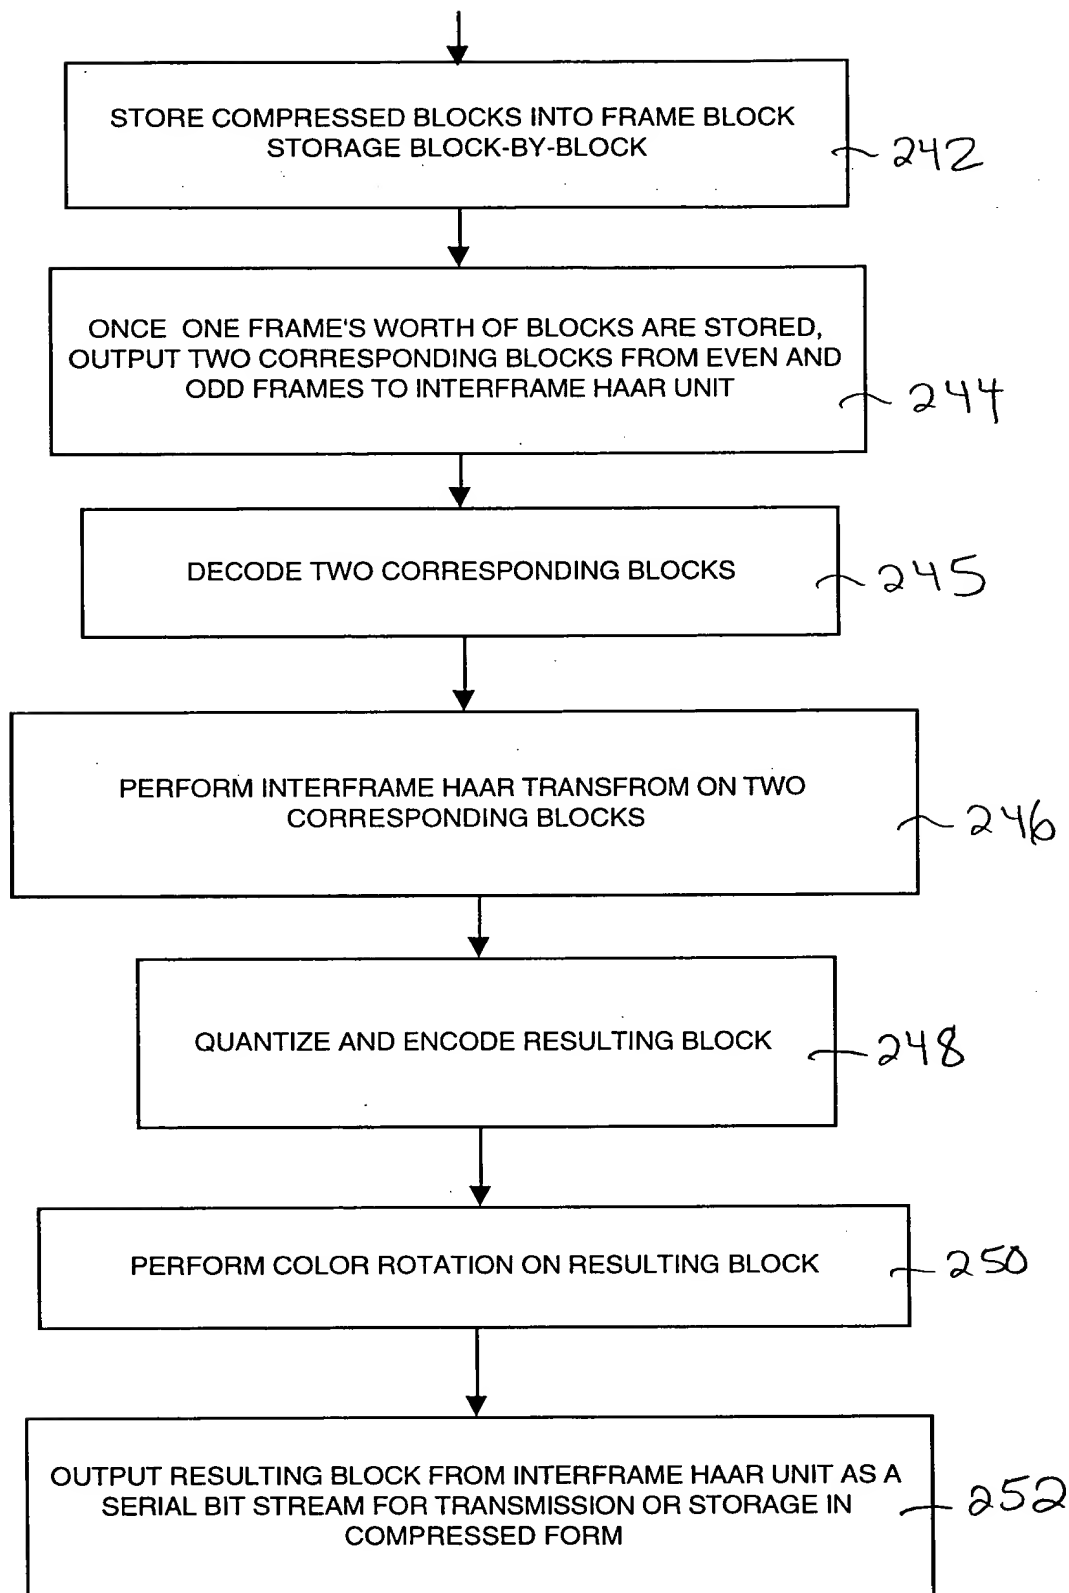 STORE COMPRESSED BLOCKS INTO FRAME BLOCK
STORAGE BLOCK-BY-BLOCK
242
ONCE ONE FRAME'S WORTH OF BLOCKS ARE STORED,
OUTPUT TWO CORRESPONDING BLOCKS FROM EVEN AND
ODD FRAMES TO INTERFRAME HAAR UNIT
244
DECODE TWO CORRESPONDING BLOCKS
245
PERFORM INTERFRAME HAAR TRANSFROM ON TWO
CORRESPONDING BLOCKS
246
QUANTIZE AND ENCODE RESULTING BLOCK
248
PERFORM COLOR ROTATION ON RESULTING BLOCK
250
OUTPUT RESULTING BLOCK FROM INTERFRAME HAAR UNIT AS A
SERIAL BIT STREAM FOR TRANSMISSION OR STORAGE IN
COMPRESSED FORM
252